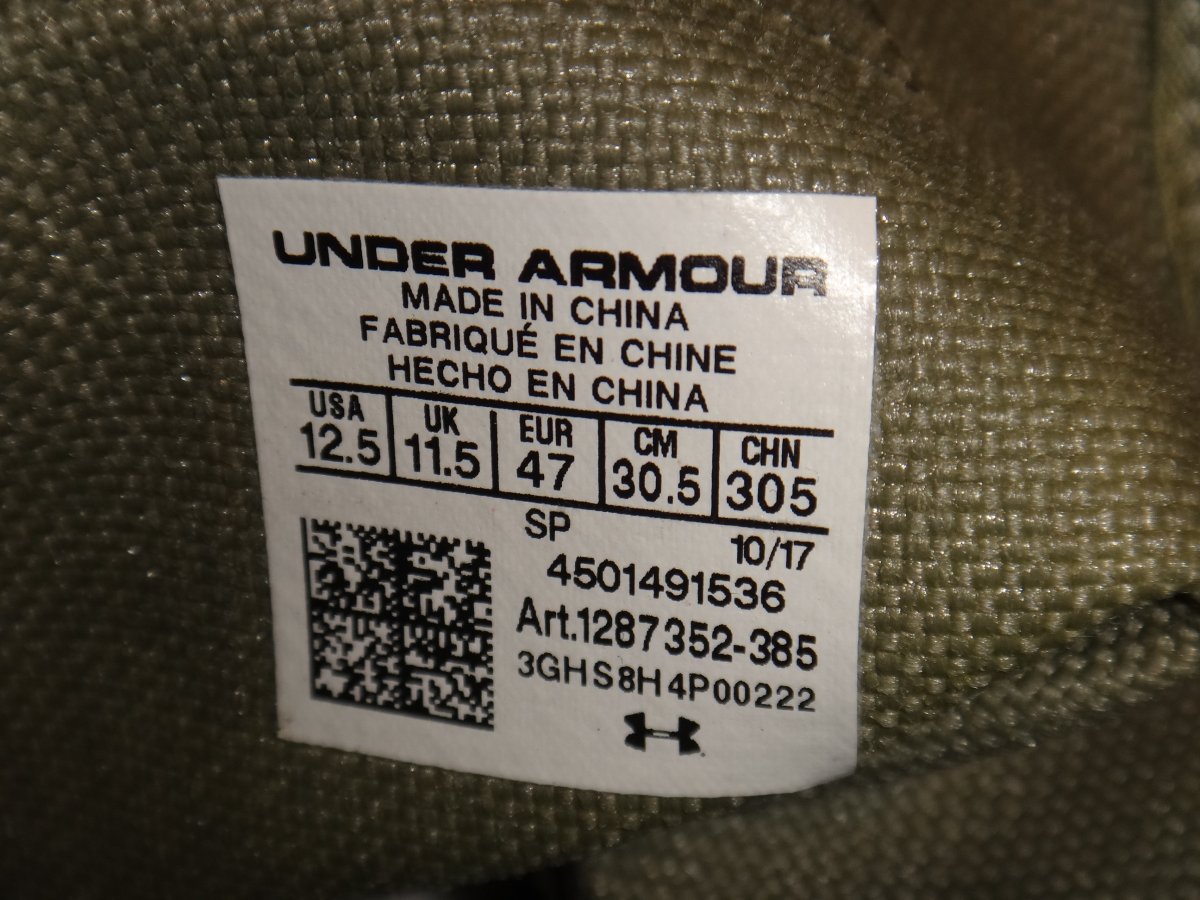 UNDER ARMOUR
MADE IN CHINA
FABRIQUÉ EN CHINE
HECHO EN CHINA
USA UK EUR CM CHN
12.5 11.5 47 30.5 305
SP 10/17
4501491536
Art.1287352-385
3GHS8H4P00222